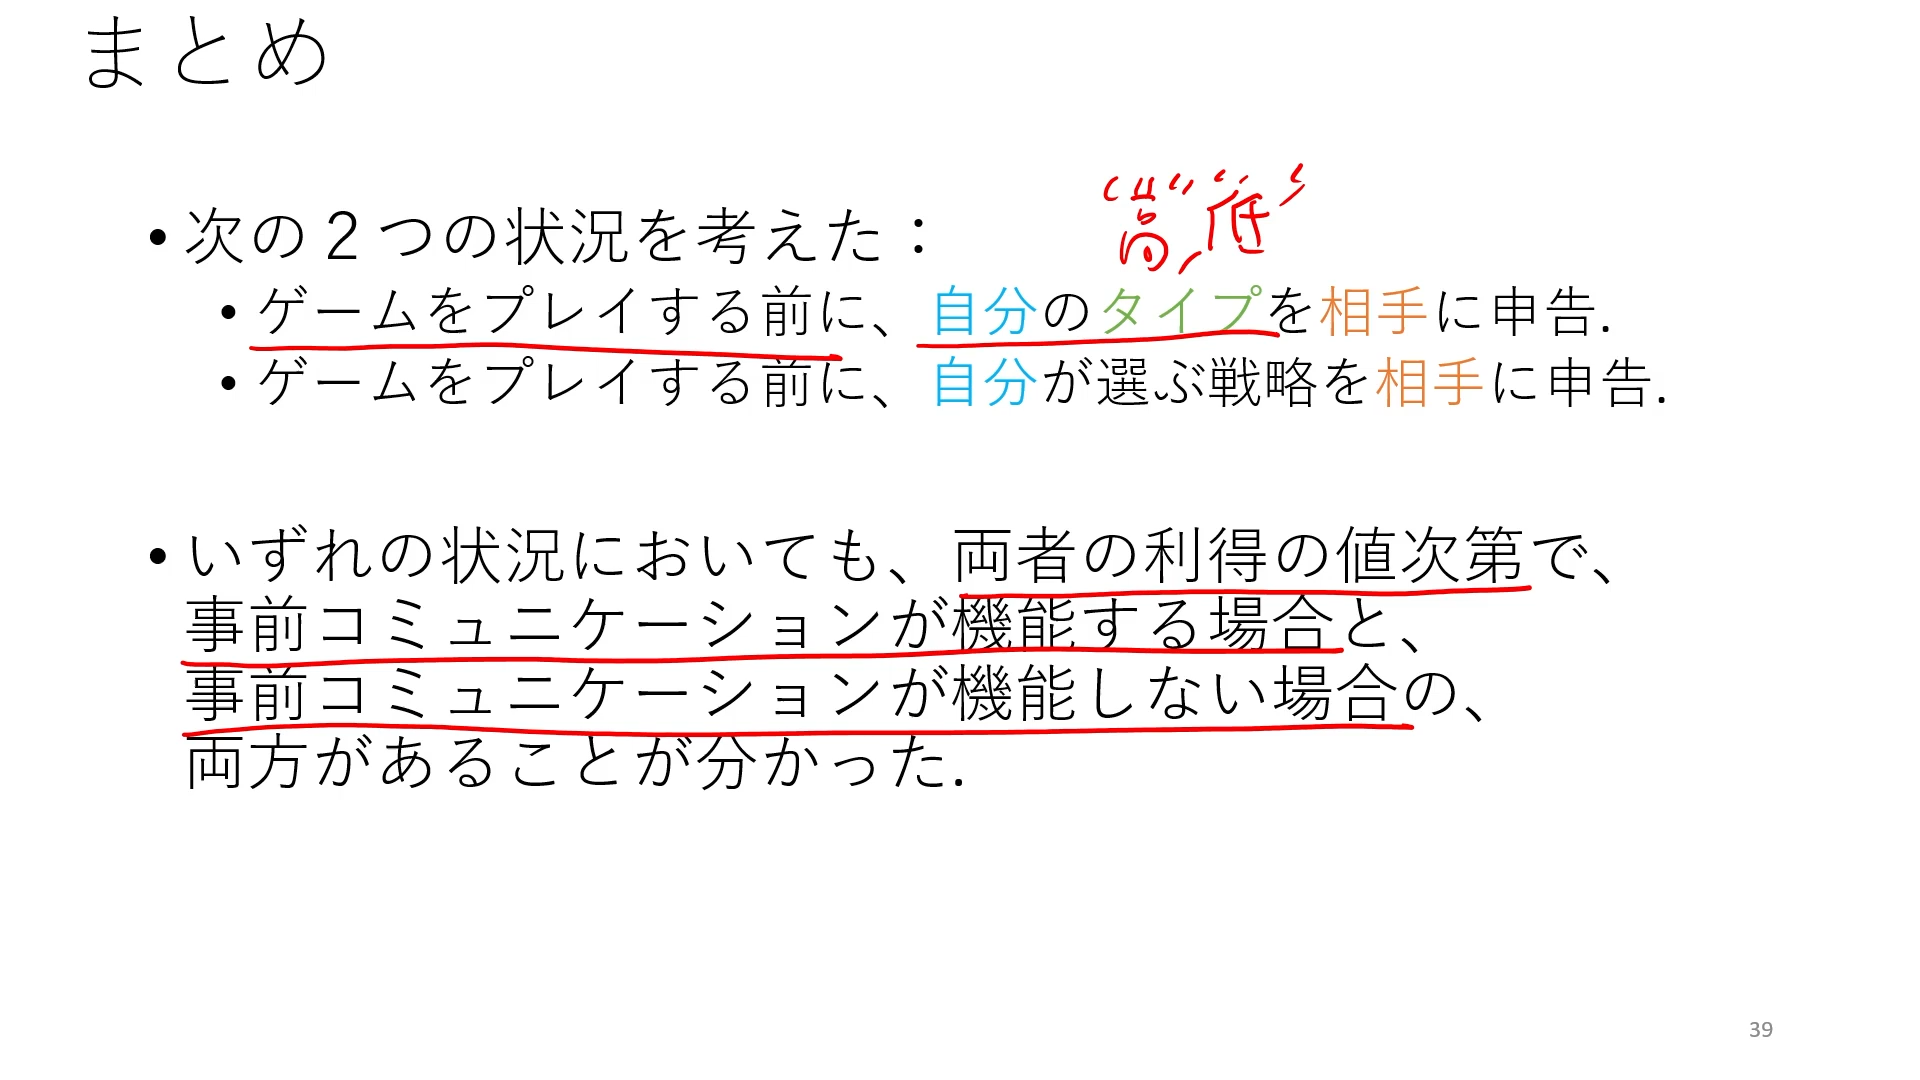 まとめ
• 次の２つの状況を考えた：
“高”,“低”
• ゲームをプレイする前に、自分のタイプを相手に申告.
• ゲームをプレイする前に、自分が選ぶ戦略を相手に申告.
• いずれの状況においても、両者の利得の値次第で、
事前コミュニケーションが機能する場合と、
事前コミュニケーションが機能しない場合の、
両方があることが分かった.
39